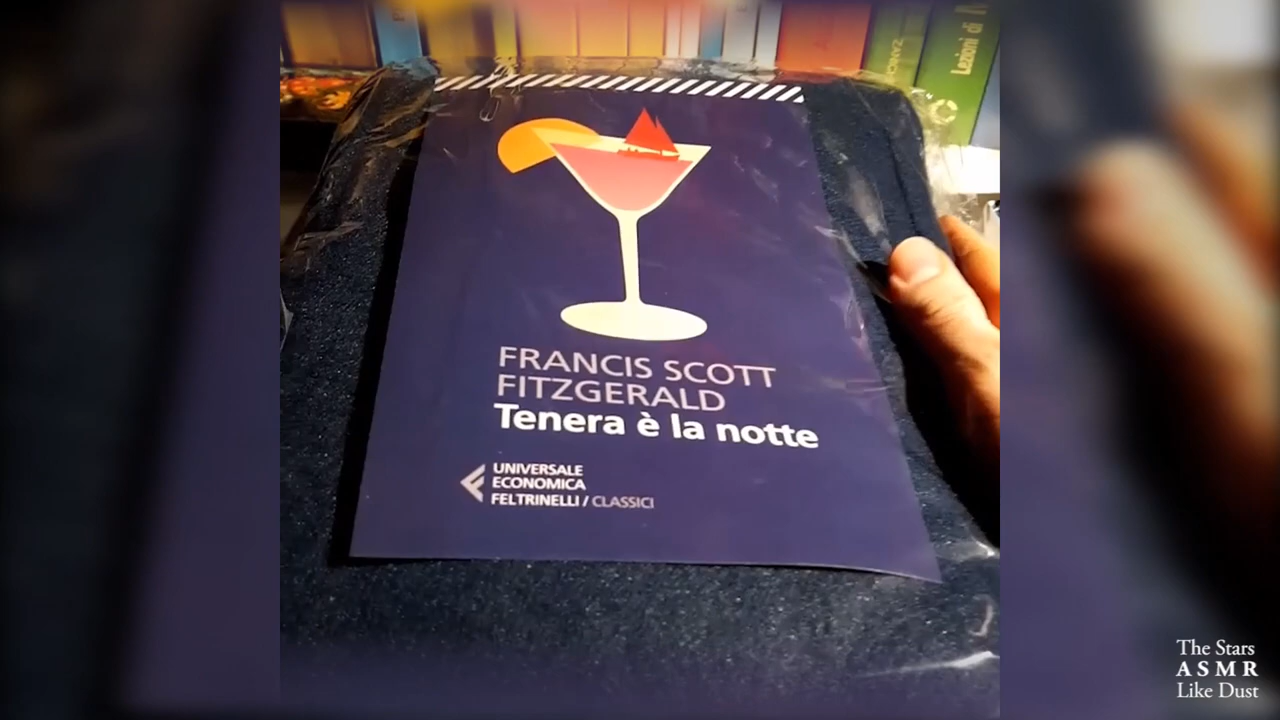 Lezioni di
FRANCIS SCOTT
FITZGERALD
Tenera è la notte
UNIVERSALE
ECONOMICA
FELTRINELLI / CLASSICI
The Stars
ASMR
Like Dust